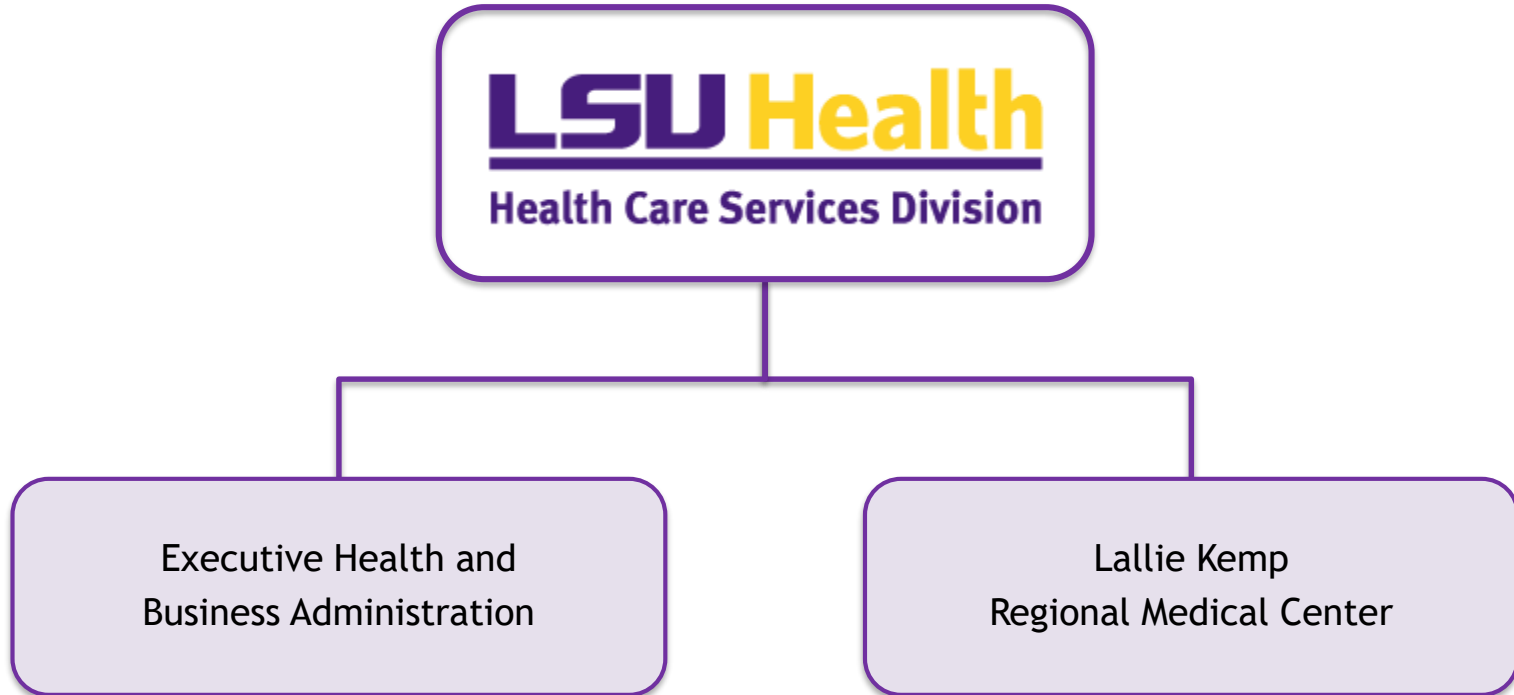 LSU Health
Health Care Services Division
Executive Health and
Business Administration
Lallie Kemp
Regional Medical Center